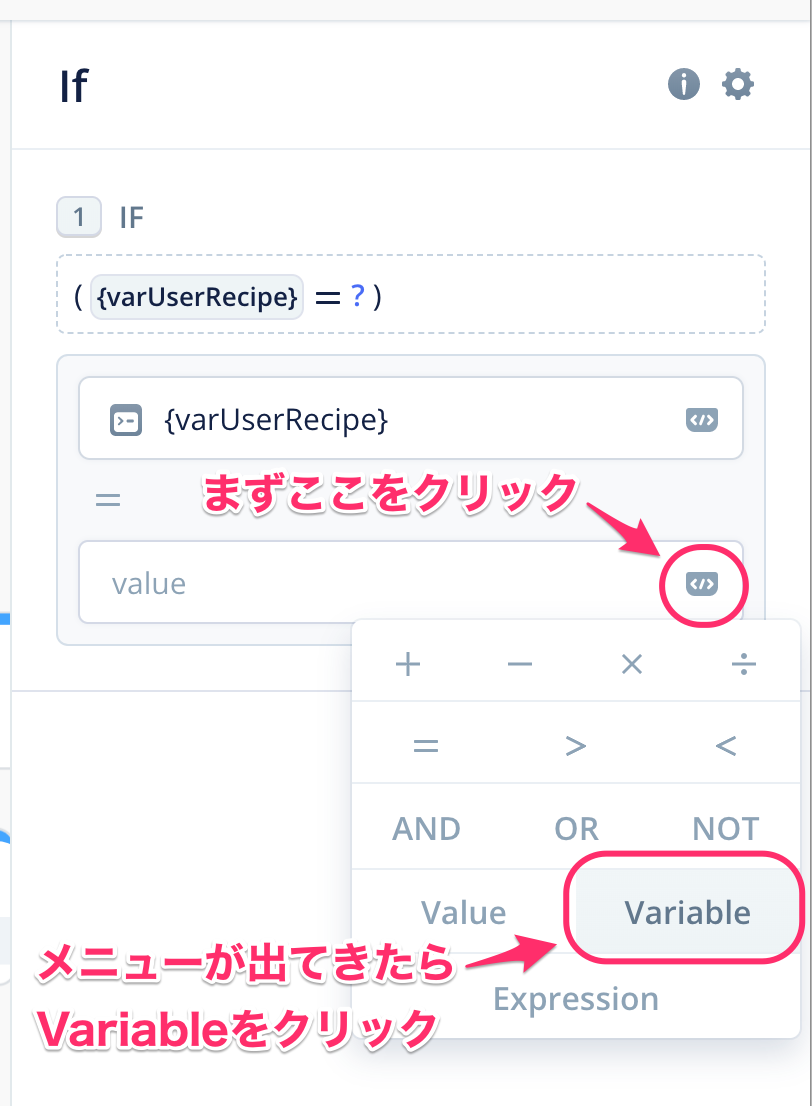 If
1 IF
( {varUserRecipe} = ? )
{varUserRecipe}
=
まずここをクリック
value
+ − × ÷
= > <
AND OR NOT
Value Variable
メニューが出てきたら
Expression
Variableをクリック